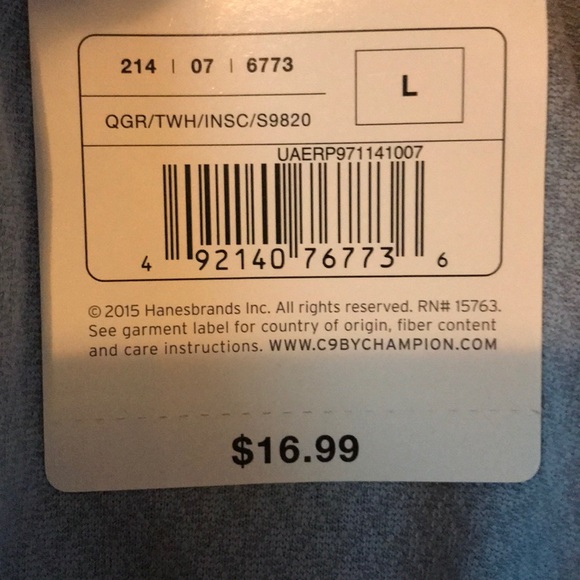 214 | 07 | 6773
L
QGR/TWH/INSC/S9820
UAERP971141007
4 92140 76773 6
© 2015 Hanesbrands Inc. All rights reserved. RN# 15763.
See garment label for country of origin, fiber content
and care instructions. WWW.C9BYCHAMPION.COM
$16.99